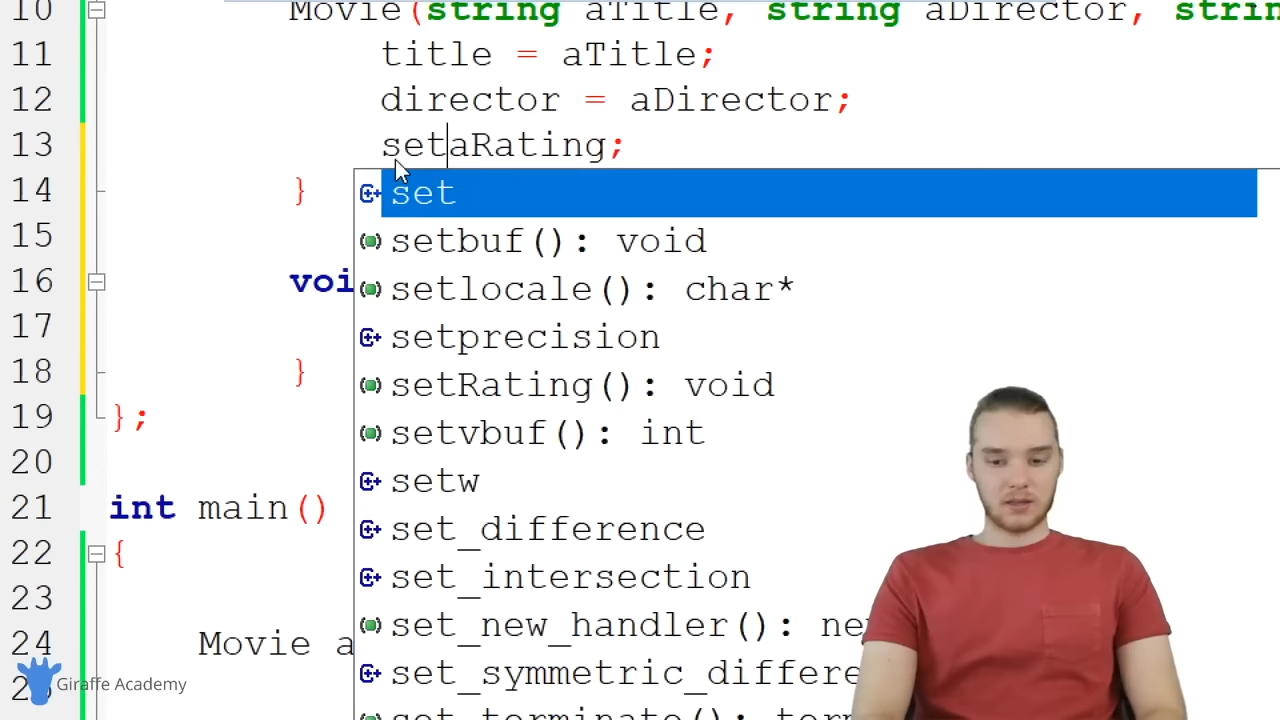 10 Movie(string aTitle, string aDirector, strin
11 title = aTitle;
12 director = aDirector;
13 setaRating;
14 }
set
15
setbuf(): void
16 voi
setlocale(): char*
17
setprecision
18 }
setRating(): void
19 };
setvbuf(): int
20
setw
21 int main()
set_difference
22 {
set_intersection
23
set_new_handler(): ne
24 Movie a
set_symmetric_differe
Giraffe Academy